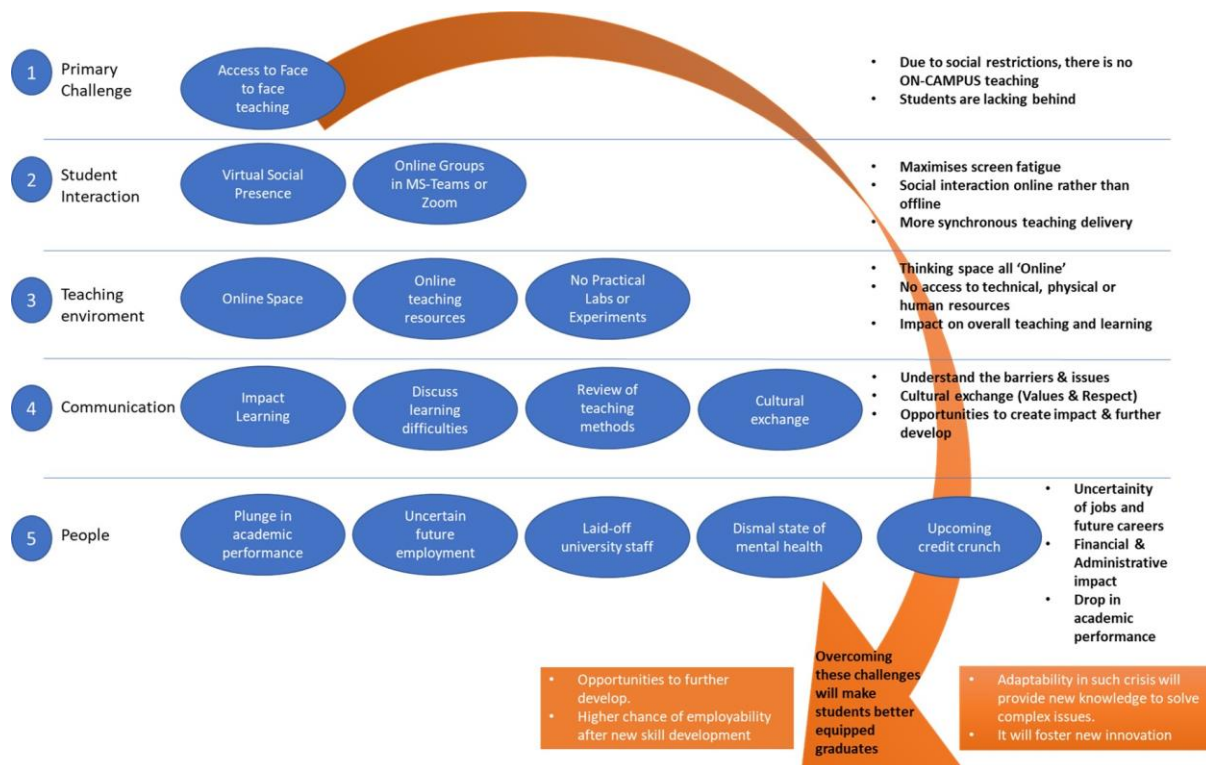 1
Primary
Challenge
Access to Face
to face
teaching
• Due to social restrictions, there is no
ON-CAMPUS teaching
• Students are lacking behind
2
Student
Interaction
Virtual Social
Presence
Online Groups
in MS-Teams or
Zoom
• Maximises screen fatigue
• Social interaction online rather than
offline
• More synchronous teaching delivery
3
Teaching
enviroment
Online Space
Online
teaching
resources
No Practical
Labs or
Experiments
• Thinking space all ‘Online’
• No access to technical, physical or
human resources
• Impact on overall teaching and learning
4
Communication
Impact
Learning
Discuss
learning
difficulties
Review of
teaching
methods
Cultural
exchange
• Understand the barriers & issues
• Cultural exchange (Values & Respect)
• Opportunities to create impact & further
develop
5
People
Plunge in
academic
performance
Uncertain
future
employment
Laid-off
university staff
Dismal state of
mental health
Upcoming
credit crunch
• Uncertainity
of jobs and
future careers
• Financial &
Administrative
impact
• Drop in
academic
performance
• Opportunities to further
develop.
• Higher chance of employability
after new skill development
Overcoming
these challenges
will make
students better
equipped
graduates
• Adaptability in such crisis will
provide new knowledge to solve
complex issues.
• It will foster new innovation